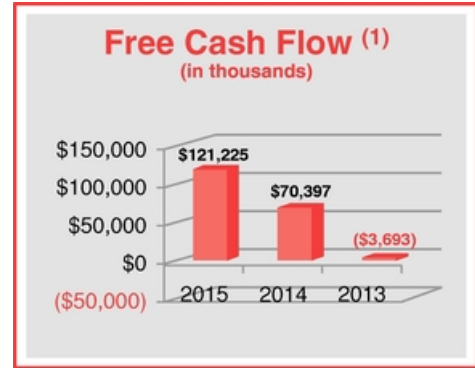 Free Cash Flow (1)
(in thousands)
$150,000
$121,225
$100,000
$70,397
$50,000
($3,693)
$0
($50,000)
2015 2014 2013